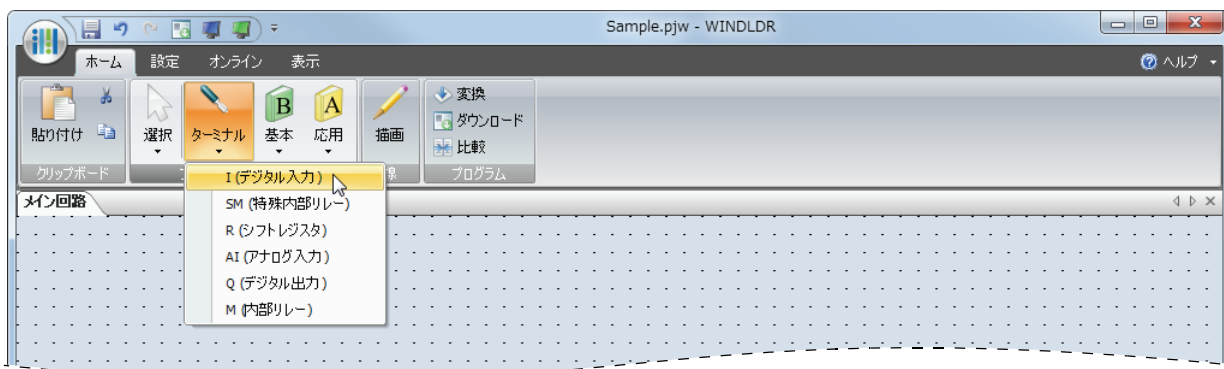 Sample.pjw - WINDLDR
ホーム 設定 オンライン 表示 ヘルプ
貼り付け 選択 ターミナル B 基本 A 応用 描画 変換
ダウンロード
比較
クリップボード 線 プログラム
I (デジタル入力)
SM (特殊内部リレー)
R (シフトレジスタ)
AI (アナログ入力)
Q (デジタル出力)
M (内部リレー)
メイン回路